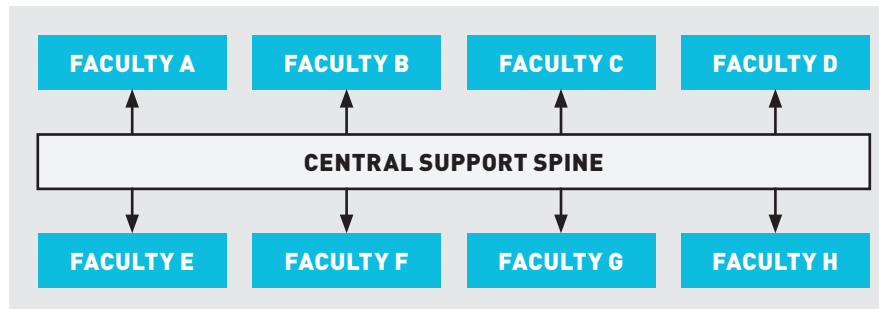 FACULTY A
FACULTY B
FACULTY C
FACULTY D
CENTRAL SUPPORT SPINE
FACULTY E
FACULTY F
FACULTY G
FACULTY H